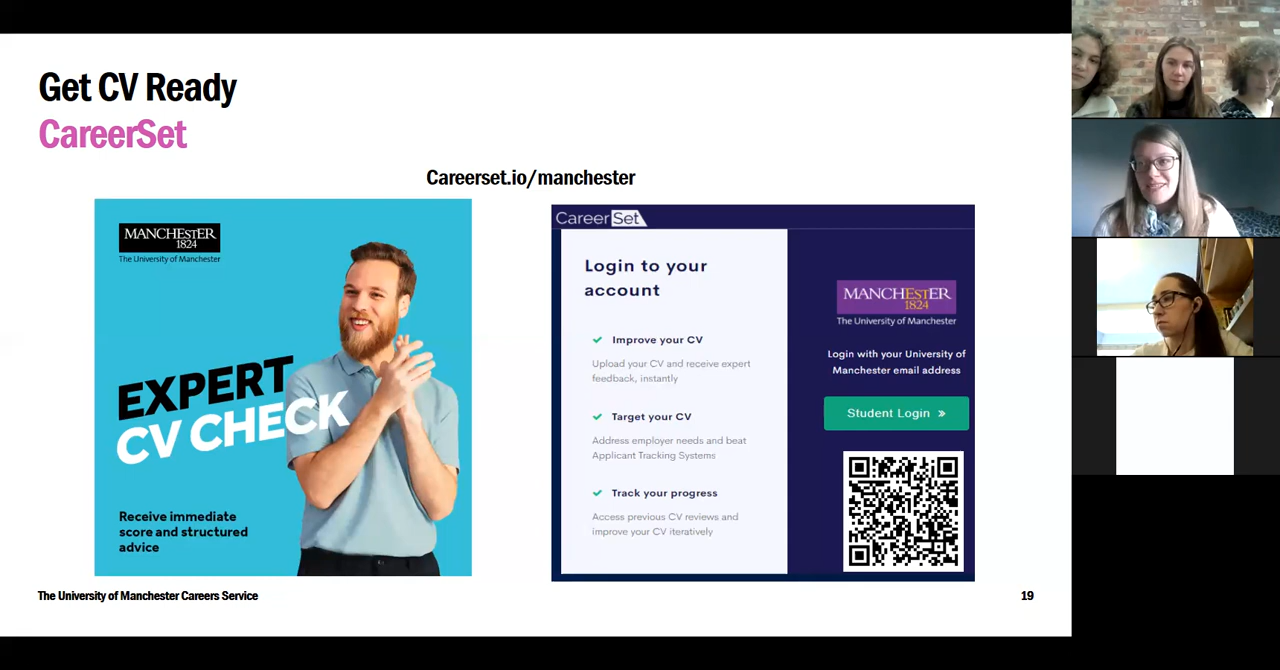 Get CV Ready
CareerSet
Careerset.io/manchester
MANCHESTER
1824
The University of Manchester
EXPERT
CV CHECK
Receive immediate
score and structured
advice
CareerSet
Login to your
account
Improve your CV
Upload your CV and receive expert
feedback, instantly
Target your CV
Address employer needs and beat
Applicant Tracking Systems
Track your progress
Access previous CV reviews and
improve your CV iteratively
MANCHESTER
1824
The University of Manchester
Login with your University of
Manchester email address
Student Login »
The University of Manchester Careers Service
19